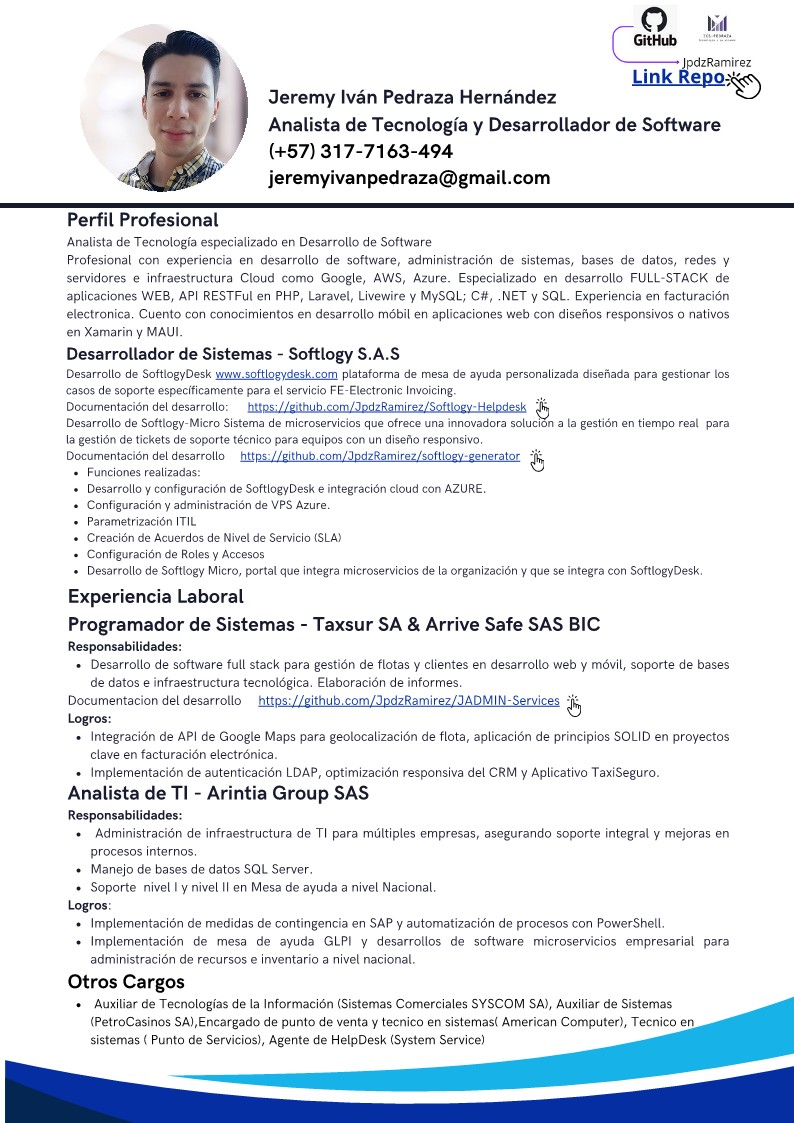 GitHub
JpdzRamirez
Link Repo
Jeremy Iván Pedraza Hernández
Analista de Tecnología y Desarrollador de Software
(+57) 317-7163-494
jeremyivanpedraza@gmail.com
Perfil Profesional
Analista de Tecnología especializado en Desarrollo de Software
Profesional con experiencia en desarrollo de software, administración de sistemas, bases de datos, redes y
servidores e infraestructura Cloud como Google, AWS, Azure. Especializado en desarrollo FULL-STACK de
aplicaciones WEB, API RESTFul en PHP, Laravel, Livewire y MySQL; C#, .NET y SQL. Experiencia en facturación
electronica. Cuento con conocimientos en desarrollo móbil en aplicaciones web con diseños responsivos o nativos
en Xamarin y MAUI.
Desarrollador de Sistemas - Softlogy S.A.S
Desarrollo de SoftlogyDesk www.softlogydesk.com plataforma de mesa de ayuda personalizada diseñada para gestionar los
casos de soporte específicamente para el servicio FE-Electronic Invoicing.
Documentación del desarrollo: https://github.com/JpdzRamirez/Softlogy-Helpdesk
Desarrollo de Softlogy-Micro Sistema de microservicios que ofrece una innovadora solución a la gestión en tiempo real para
la gestión de tickets de soporte técnico para equipos con un diseño responsivo.
Documentación del desarrollo https://github.com/JpdzRamirez/softlogy-generator
• Funciones realizadas:
• Desarrollo y configuración de SoftlogyDesk e integración cloud con AZURE.
• Configuración y administración de VPS Azure.
• Parametrización ITIL
• Creación de Acuerdos de Nivel de Servicio (SLA)
• Configuración de Roles y Accesos
• Desarrollo de Softlogy Micro, portal que integra microservicios de la organización y que se integra con SoftlogyDesk.
Experiencia Laboral
Programador de Sistemas - Taxsur SA & Arrive Safe SAS BIC
Responsabilidades:
• Desarrollo de software full stack para gestión de flotas y clientes en desarrollo web y móvil, soporte de bases
de datos e infraestructura tecnológica. Elaboración de informes.
Documentacion del desarrollo https://github.com/JpdzRamirez/JADMIN-Services
Logros:
• Integración de API de Google Maps para geolocalización de flota, aplicación de principios SOLID en proyectos
clave en facturación electrónica.
• Implementación de autenticación LDAP, optimización responsiva del CRM y Aplicativo TaxiSeguro.
Analista de TI - Arintia Group SAS
Responsabilidades:
• Administración de infraestructura de TI para múltiples empresas, asegurando soporte integral y mejoras en
procesos internos.
• Manejo de bases de datos SQL Server.
• Soporte nivel I y nivel II en Mesa de ayuda a nivel Nacional.
Logros:
• Implementación de medidas de contingencia en SAP y automatización de procesos con PowerShell.
• Implementación de mesa de ayuda GLPI y desarrollos de software microservicios empresarial para
administración de recursos e inventario a nivel nacional.
Otros Cargos
• Auxiliar de Tecnologías de la Información (Sistemas Comerciales SYSCOM SA), Auxiliar de Sistemas
(PetroCasinos SA),Encargado de punto de venta y tecnico en sistemas( American Computer), Tecnico en
sistemas ( Punto de Servicios), Agente de HelpDesk (System Service)